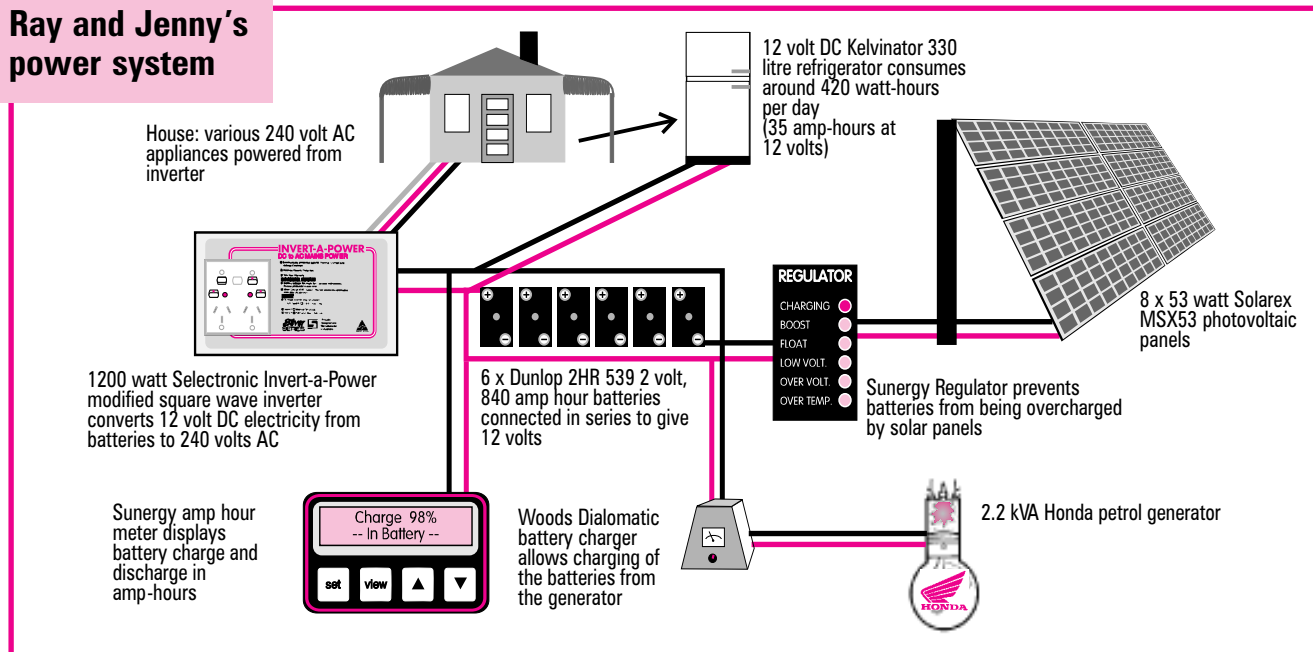 Ray and Jenny's
power system
House: various 240 volt AC
appliances powered from
inverter
12 volt DC Kelvinator 330
litre refrigerator consumes
around 420 watt-hours
per day
(35 amp-hours at
12 volts)
INVERT-A-POWER
DC to AC MAINS POWER
SERIES
1200 watt Selectronic Invert-a-Power
modified square wave inverter
converts 12 volt DC electricity from
batteries to 240 volts AC
6 x Dunlop 2HR 539 2 volt,
840 amp hour batteries
connected in series to give
12 volts
REGULATOR
CHARGING
BOOST
FLOAT
LOW VOLT.
OVER VOLT.
OVER TEMP.
8 x 53 watt Solarex
MSX53 photovoltaic
panels
Sunergy Regulator prevents
batteries from being overcharged
by solar panels
Sunergy amp hour
meter displays
battery charge and
discharge in
amp-hours
Charge 98%
-- In Battery --
set view
Woods Dialomatic
battery charger
allows charging of
the batteries from
the generator
2.2 kVA Honda petrol generator
HONDA